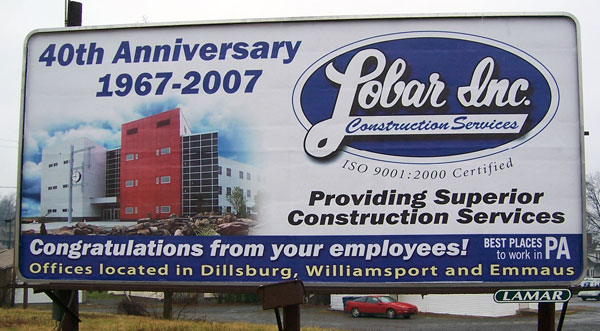 40th Anniversary
1967-2007
Lobar Inc.
Construction Services
ISO 9001:2000 Certified
Providing Superior
Construction Services
Congratulations from your employees!
BEST PLACES
to work in PA
Offices located in Dillsburg, Williamsport and Emmaus
LAMAR